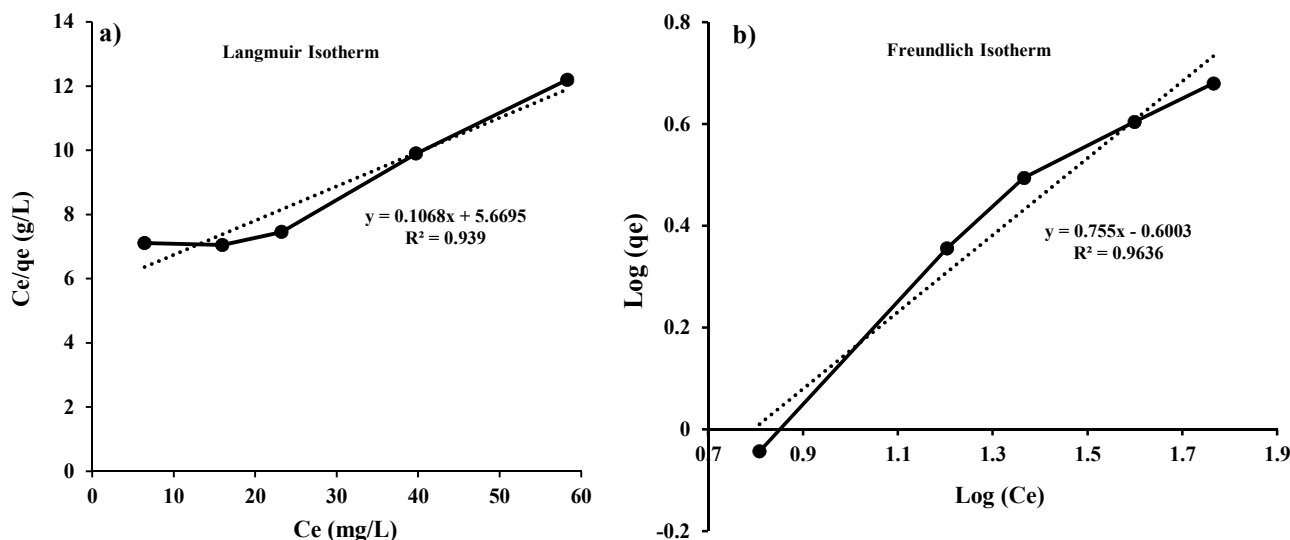 a)
Langmuir Isotherm
Ce/qe (g/L)
14
12
10
8
6
4
2
0
y = 0.1068x + 5.6695
R² = 0.939
0 10 20 30 40 50 60
Ce (mg/L)
b)
Freundlich Isotherm
Log (qe)
0.8
0.6
0.4
0.2
0
-0.2
y = 0.755x - 0.6003
R² = 0.9636
0.7 0.9 1.1 1.3 1.5 1.7 1.9
Log (Ce)